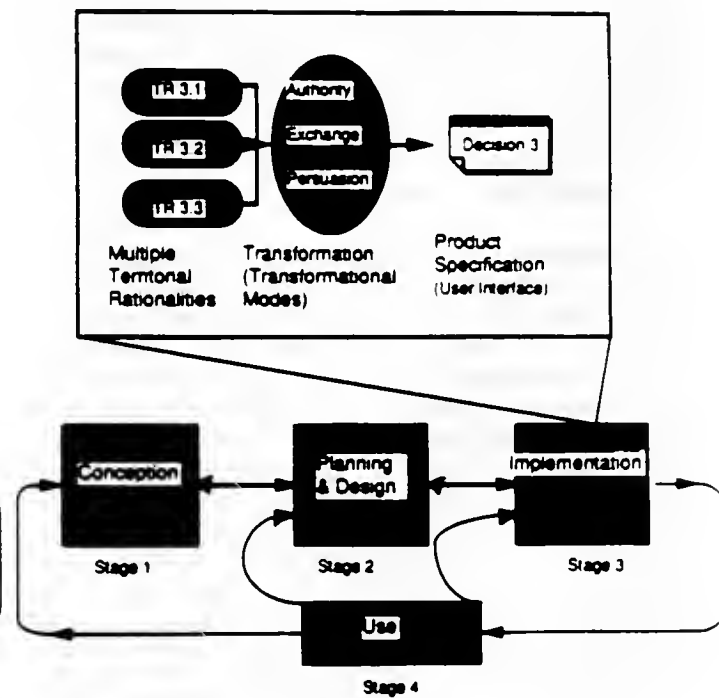 TR 3.1
TR 3.2
TR 3.3
Authority
Exchange
Persuasion
Decision 3
Multiple
Territorial
Rationalities
Transformation
(Transformational
Modes)
Product
Specification
(User Interface)
Conception
Planning
& Design
Implementation
Stage 1
Stage 2
Stage 3
Use
Stage 4